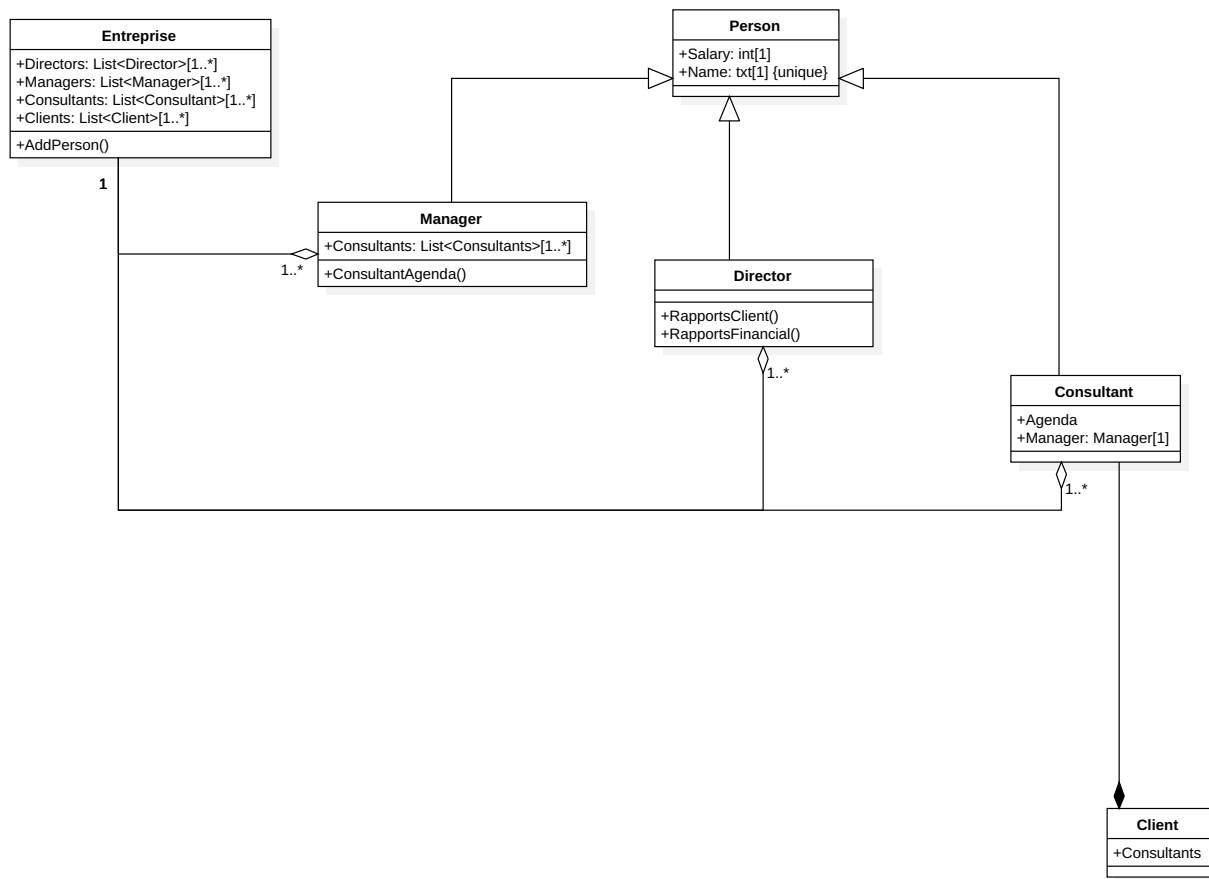 Entreprise
+Directors: List<Director>[1..*]
+Managers: List<Manager>[1..*]
+Consultants: List<Consultant>[1..*]
+Clients: List<Client>[1..*]
+AddPerson()
1
Person
+Salary: int[1]
+Name: txt[1] {unique}
Manager
+Consultants: List<Consultants>[1..*]
+ConsultantAgenda()
1..*
Director
+RapportsClient()
+RapportsFinancial()
1..*
Consultant
+Agenda
+Manager: Manager[1]
1..*
Client
+Consultants